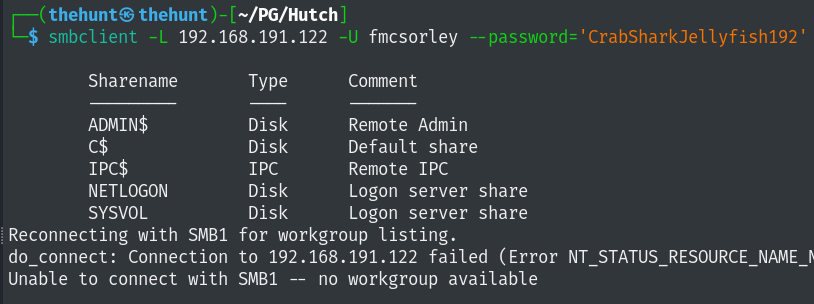 ┌──(thehunt㉿thehunt)-[~/PG/Hutch]
└─$ smbclient -L 192.168.191.122 -U fmcsorley --password='CrabSharkJellyfish192'
Sharename Type Comment
--------- ---- -------
ADMIN$ Disk Remote Admin
C$ Disk Default share
IPC$ IPC Remote IPC
NETLOGON Disk Logon server share
SYSVOL Disk Logon server share
Reconnecting with SMB1 for workgroup listing.
do_connect: Connection to 192.168.191.122 failed (Error NT_STATUS_RESOURCE_NAME_N
Unable to connect with SMB1 -- no workgroup available